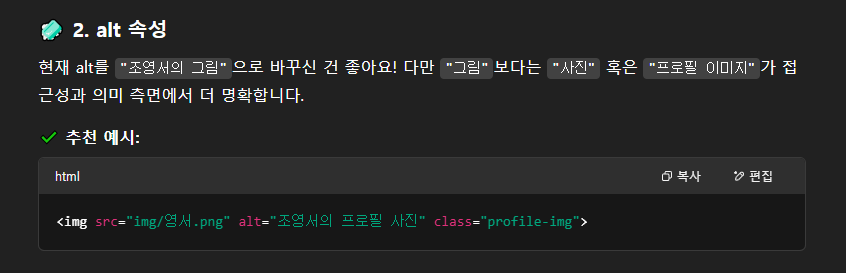 2. alt 속성
현재 alt를 "조영서의 그림"으로 바꾸신 건 좋아요! 다만 "그림"보다는 "사진" 혹은 "프로필 이미지"가 접
근성과 의미 측면에서 더 명확합니다.
추천 예시:
html 복사 편집
<img src="img/영서.png" alt="조영서의 프로필 사진" class="profile-img">